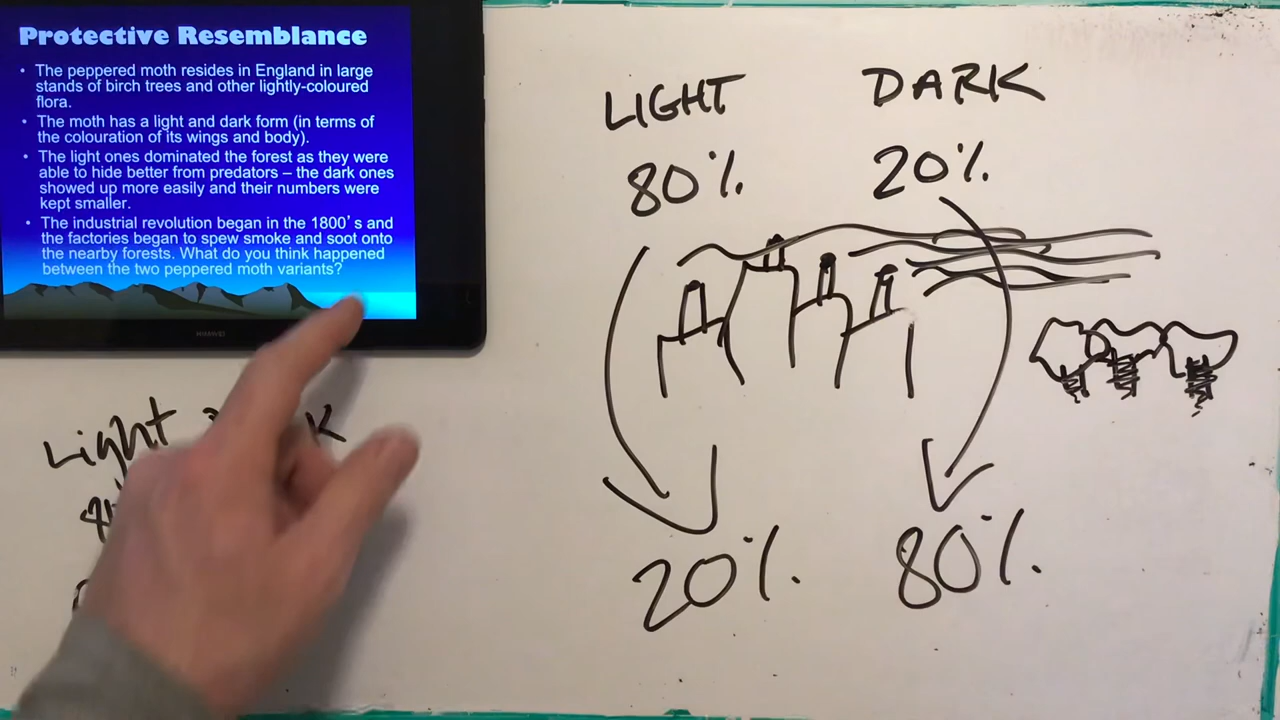 Protective Resemblance
• The peppered moth resides in England in large
stands of birch trees and other lightly-coloured
flora.
• The moth has a light and dark form (in terms of
the colouration of its wings and body).
• The light ones dominated the forest as they were
able to hide better from predators – the dark ones
showed up more easily and their numbers were
kept smaller.
• The industrial revolution began in the 1800's and
the factories began to spew smoke and soot onto
the nearby forests. What do you think happened
between the two peppered moth variants?
HUAWEI
Light
LIGHT DARK
80% 20%
20% 80%